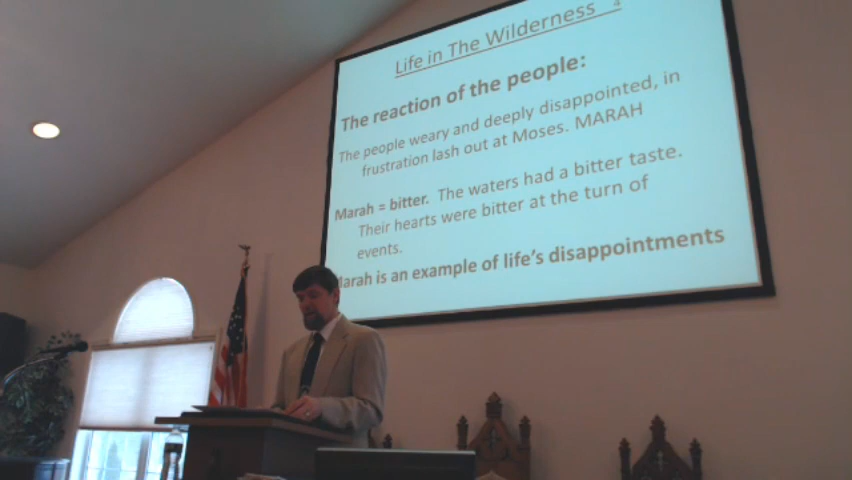 Life in The Wilderness 4
The reaction of the people:
The people weary and deeply disappointed, in
frustration lash out at Moses. MARAH
Marah = bitter. The waters had a bitter taste.
Their hearts were bitter at the turn of
events.
Marah is an example of life's disappointments